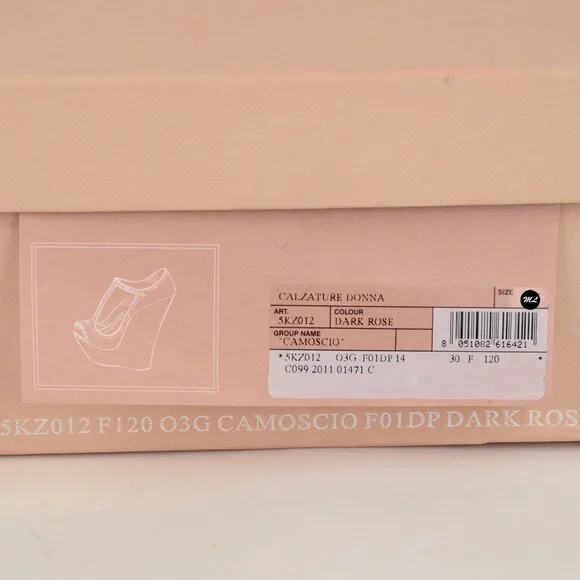 CALZATURE DONNA
SIZE
ML
ART.
COLOUR
5KZ012
DARK ROSE
GROUP NAME
"CAMOSCIO"
8 051082 616421
*5KZ012 O3G F01DP 14 30 F 120 *
C099 2011 01471 C
5KZ012 F120 O3G CAMOSCIO F01DP DARK ROS